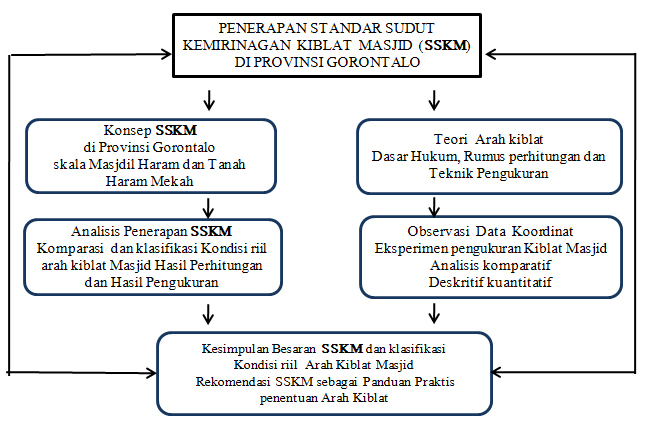 PENERAPAN STANDAR SUDUT
KEMIRINAGAN KIBLAT MASJID (SSKM)
DI PROVINSI GORONTALO
Konsep SSKM
di Provinsi Gorontalo
skala Masjdil Haram dan Tanah
Haram Mekah
Teori Arah kiblat
Dasar Hukum, Rumus perhitungan dan
Teknik Pengukuran
Analisis Penerapan SSKM
Komparasi dan klasifikasi Kondisi riil
arah kiblat Masjid Hasil Perhitungan
dan Hasil Pengukuran
Observasi Data Koordinat
Eksperimen pengukuran Kiblat Masjid
Analisis komparatif
Deskritif kuantitatif
Kesimpulan Besaran SSKM dan klasifikasi
Kondisi riil Arah Kiblat Masjid
Rekomendasi SSKM sebagai Panduan Praktis
penentuan Arah Kiblat